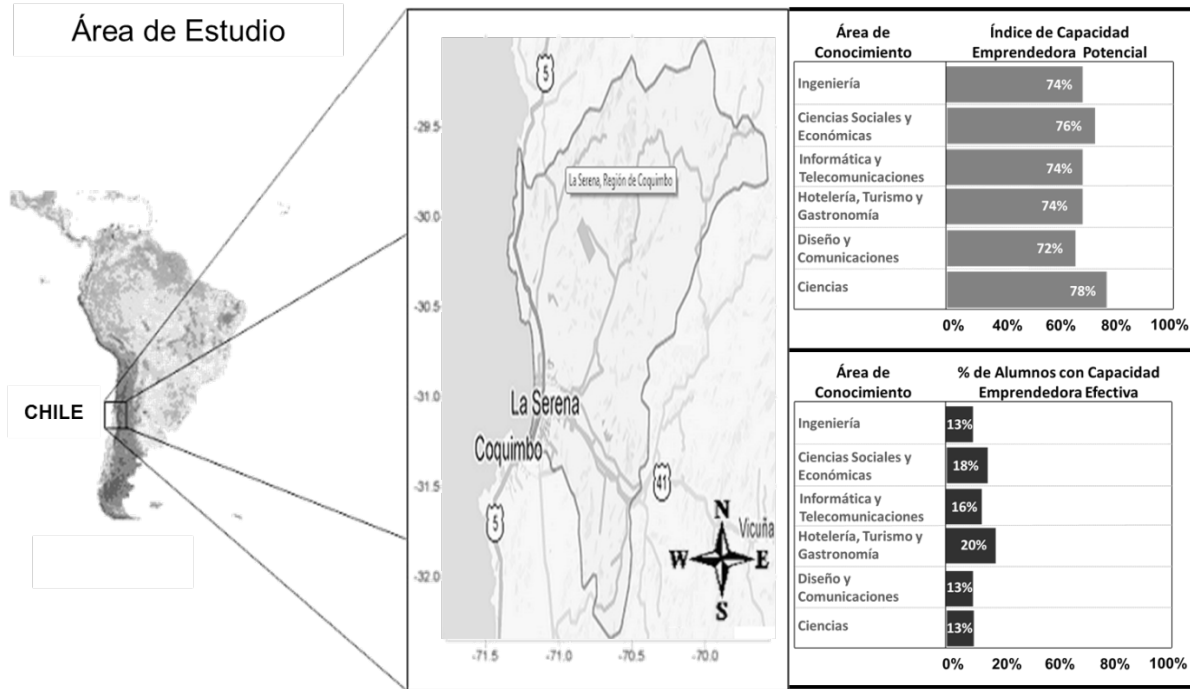 Área de Estudio
CHILE
5
-29.5
La Serena, Región de Coquimbo
-30.0
-30.5
-31.0
La Serena
Coquimbo
41
-31.5
5
N
Vicuña
W
E
-32.0
S
-71.5
-71.0
-70.5
-70.0
Área de
Conocimiento
Índice de Capacidad
Emprendedora Potencial
Ingeniería
74%
Ciencias Sociales y
Económicas
76%
Informática y
Telecomunicaciones
74%
Hotelería, Turismo y
Gastronomía
74%
Diseño y
Comunicaciones
72%
Ciencias
78%
0% 40% 60% 80% 100%
Área de
Conocimiento
% de Alumnos con Capacidad
Emprendedora Efectiva
Ingeniería
13%
Ciencias Sociales y
Económicas
18%
Informática y
Telecomunicaciones
16%
Hotelería, Turismo y
Gastronomía
20%
Diseño y
Comunicaciones
13%
Ciencias
13%
0% 20% 60% 80% 100%